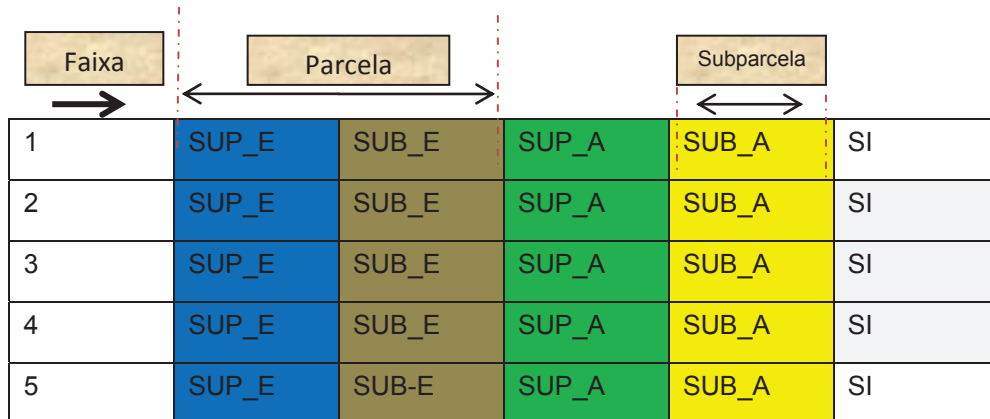 Faixa Parcela Subparcela
1 SUP_E SUB_E SUP_A SUB_A SI
2 SUP_E SUB_E SUP_A SUB_A SI
3 SUP_E SUB_E SUP_A SUB_A SI
4 SUP_E SUB_E SUP_A SUB_A SI
5 SUP_E SUB-E SUP_A SUB_A SI